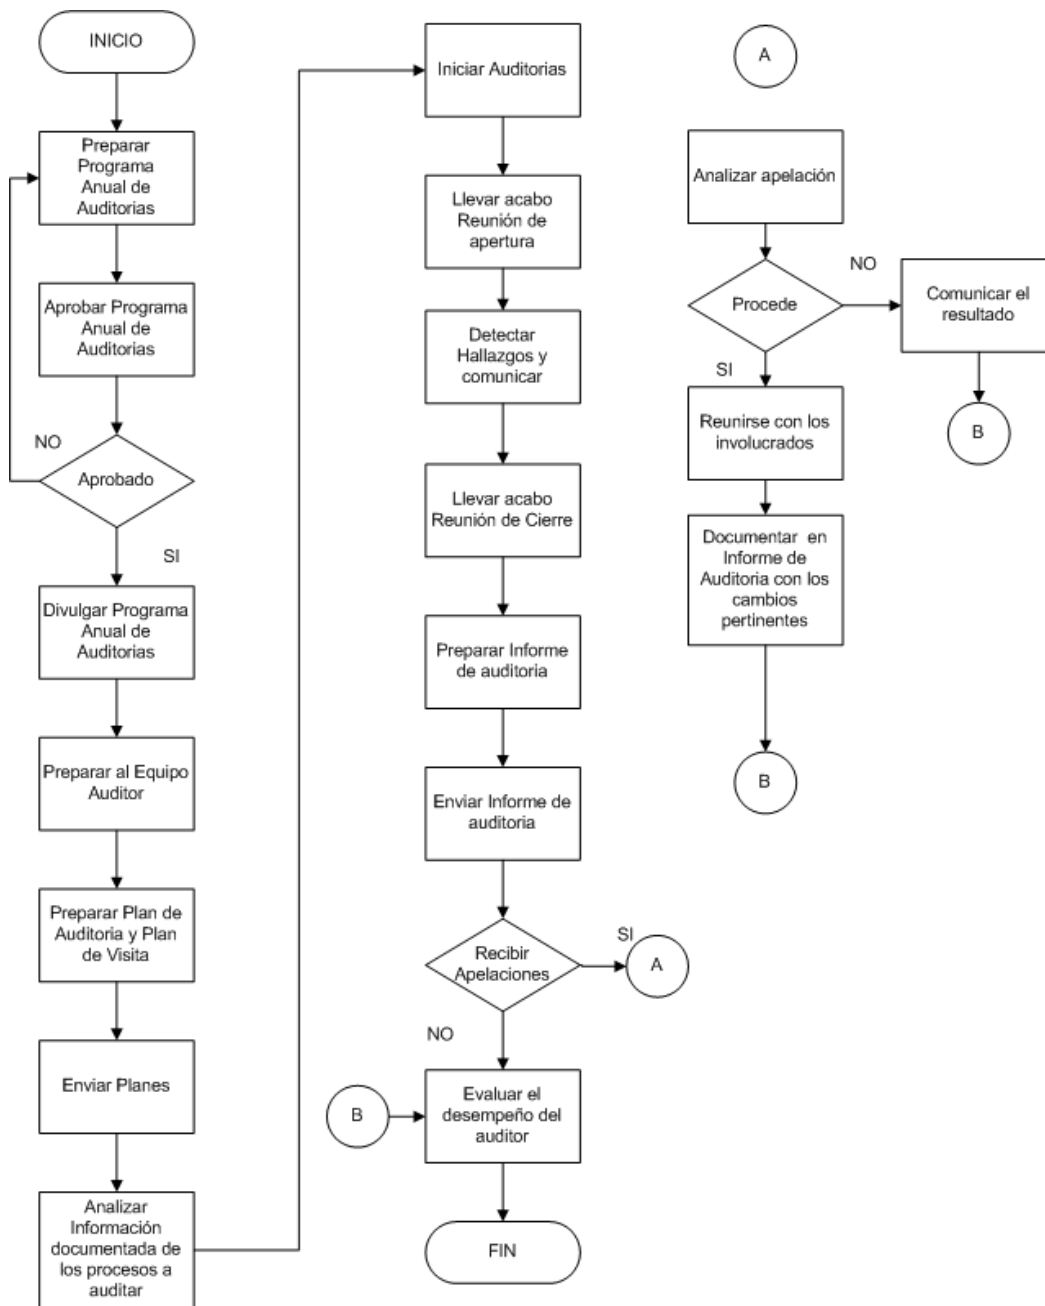 INICIO
Preparar
Programa
Anual de
Auditorias
Aprobar Programa
Anual de
Auditorias
NO
Aprobado
SI
Divulgar Programa
Anual de
Auditorias
Preparar al Equipo
Auditor
Preparar Plan de
Auditoria y Plan
de Visita
Enviar Planes
Analizar
Información
documentada de
los procesos a
auditar
Iniciar Auditorias
Llevar acabo
Reunión de
apertura
Detectar
Hallazgos y
comunicar
Llevar acabo
Reunión de Cierre
Preparar Informe
de auditoria
Enviar Informe de
auditoria
Recibir
Apelaciones
SI
A
NO
B
Evaluar el
desempeño del
auditor
FIN
A
Analizar apelación
Procede
NO
Comunicar el
resultado
B
SI
Reunirse con los
involucrados
Documentar en
Informe de
Auditoria con los
cambios
pertinentes
B